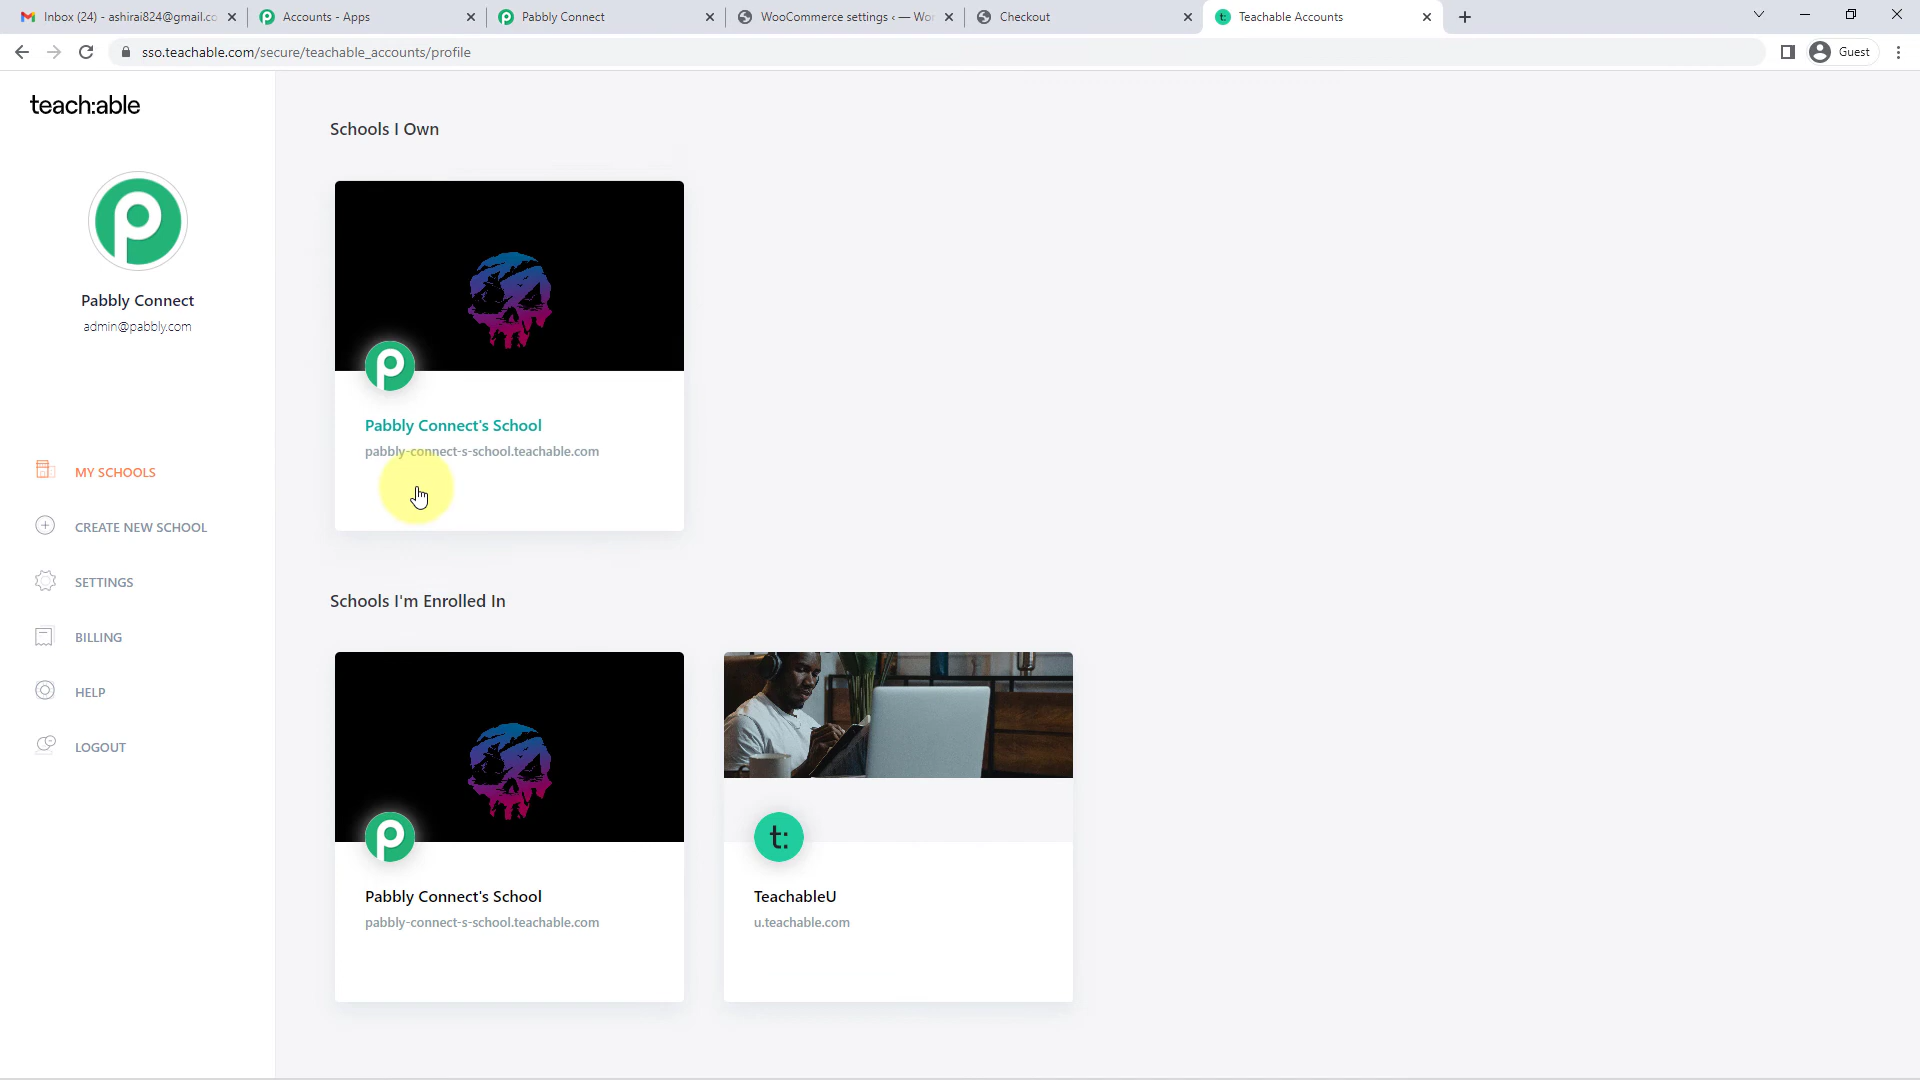 Inbox (24) - ashirai824@gmail.co
Accounts - Apps
Pabbly Connect
WooCommerce settings ‹ — Wor
Checkout
Teachable Accounts
sso.teachable.com/secure/teachable_accounts/profile
Guest
teach:able
Pabbly Connect
admin@pabbly.com
MY SCHOOLS
CREATE NEW SCHOOL
SETTINGS
BILLING
HELP
LOGOUT
Schools I Own
Pabbly Connect's School
pabbly-connect-s-school.teachable.com
Schools I'm Enrolled In
Pabbly Connect's School
pabbly-connect-s-school.teachable.com
t:
TeachableU
u.teachable.com